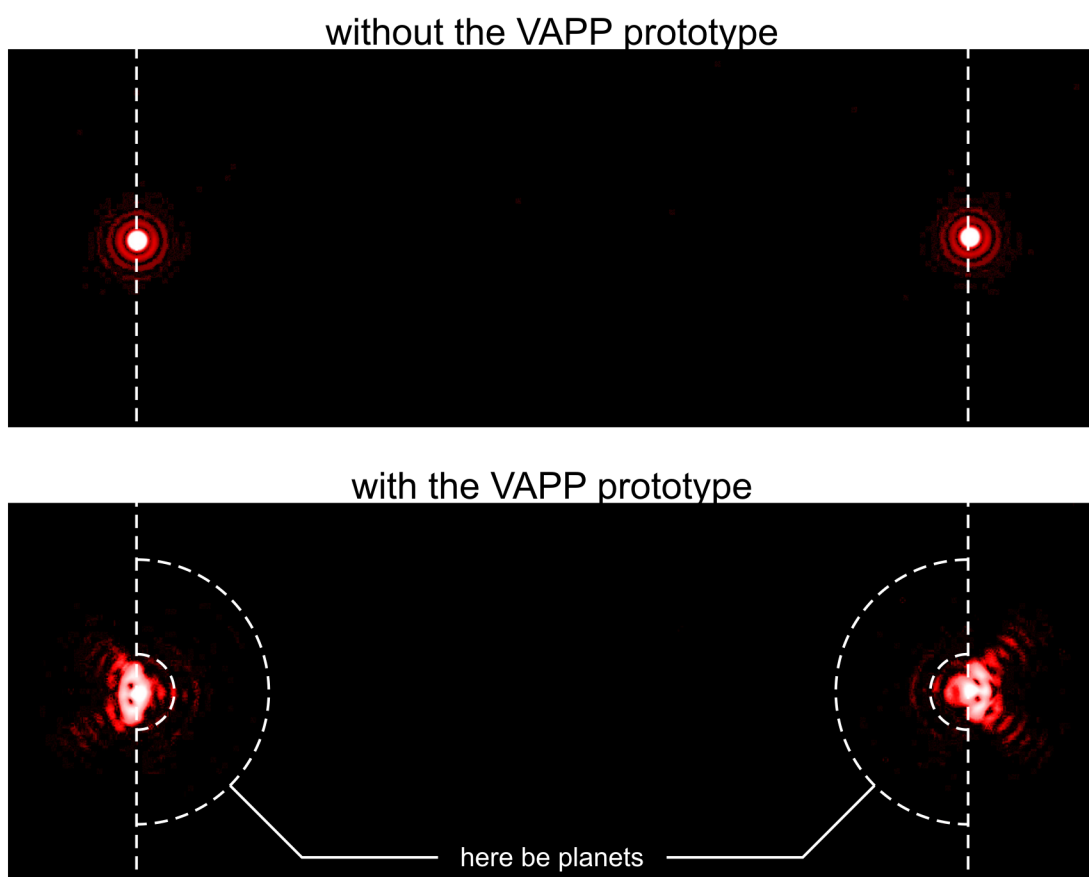 without the VAPP prototype
with the VAPP prototype
here be planets